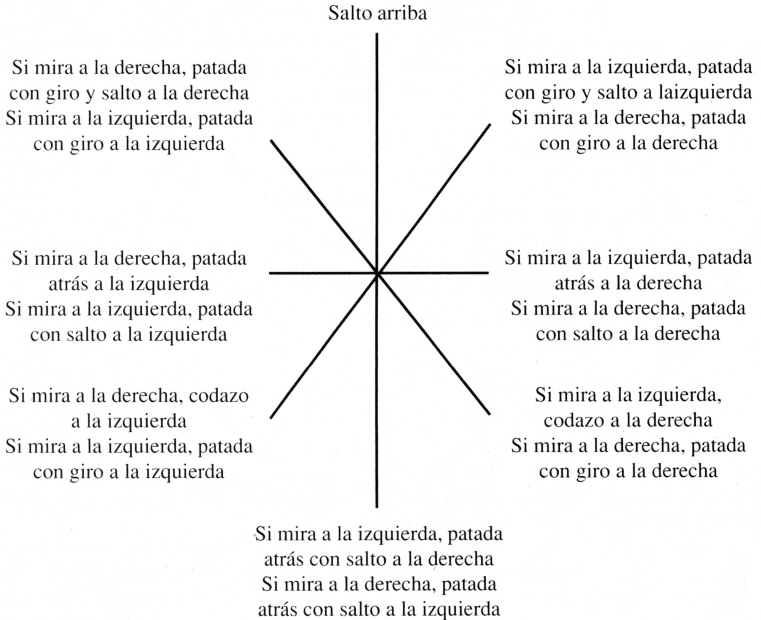 Salto arriba
Si mira a la derecha, patada
con giro y salto a la derecha
Si mira a la izquierda, patada
con giro a la izquierda
Si mira a la izquierda, patada
con giro y salto a laizquierda
Si mira a la derecha, patada
con giro a la derecha
Si mira a la derecha, patada
atrás a la izquierda
Si mira a la izquierda, patada
con salto a la izquierda
Si mira a la izquierda, patada
atrás a la derecha
Si mira a la derecha, patada
con salto a la derecha
Si mira a la derecha, codazo
a la izquierda
Si mira a la izquierda, patada
con giro a la izquierda
Si mira a la izquierda,
codazo a la derecha
Si mira a la derecha, patada
con giro a la derecha
Si mira a la izquierda, patada
atrás con salto a la derecha
Si mira a la derecha, patada
atrás con salto a la izquierda